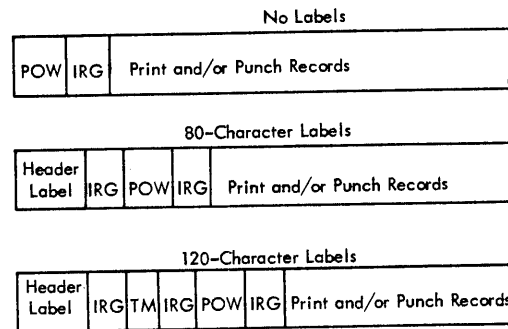 No Labels
POW IRG Print and/or Punch Records
80-Character Labels
Header Label IRG POW IRG Print and/or Punch Records
120-Character Labels
Header Label IRG TM IRG POW IRG Print and/or Punch Records